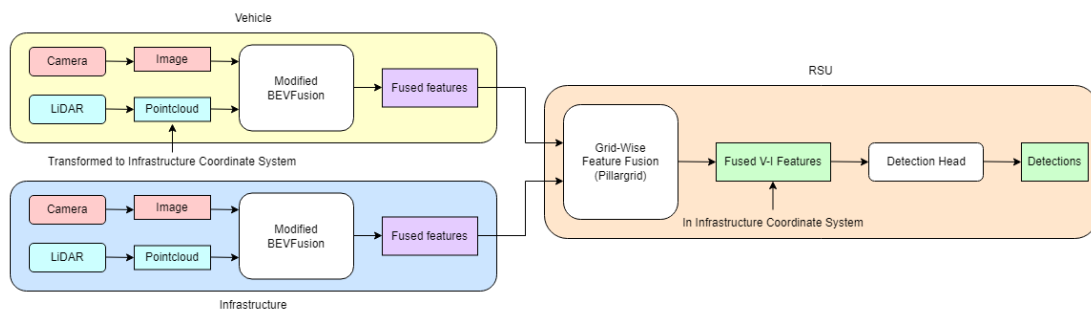 Vehicle
Camera
Image
LiDAR
Pointcloud
Modified
BEVFusion
Fused features
Transformed to Infrastructure Coordinate System
Camera
Image
LiDAR
Pointcloud
Modified
BEVFusion
Fused features
Infrastructure
RSU
Grid-Wise
Feature Fusion
(Pillargrid)
Fused V-I Features
Detection Head
Detections
In Infrastructure Coordinate System